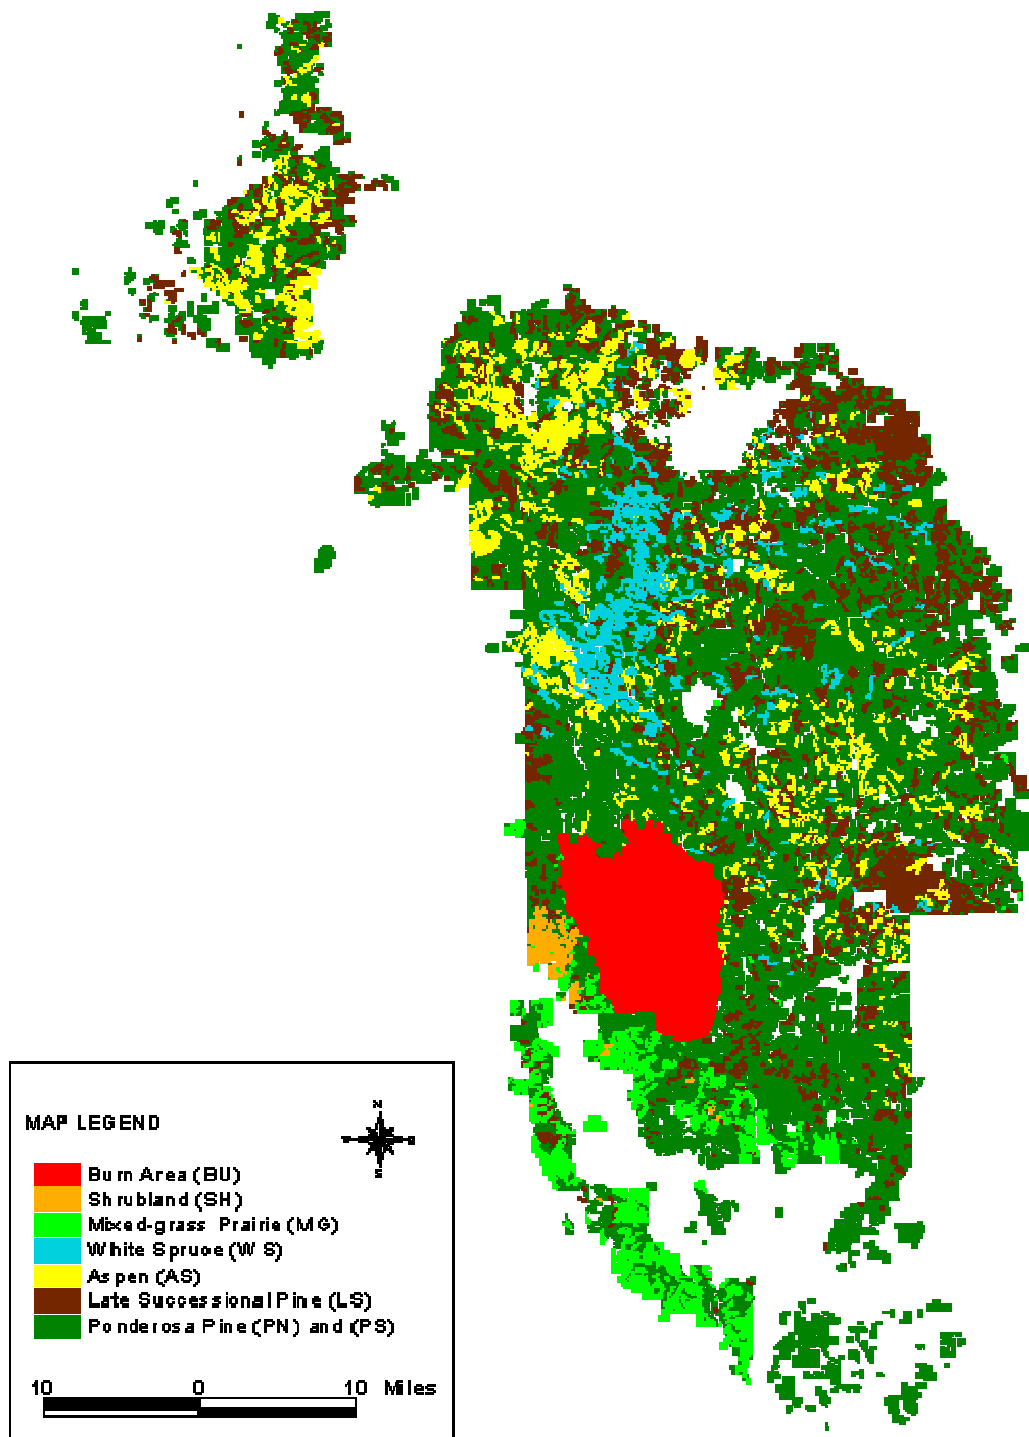 MAP LEGEND
N
S
Burn Area (BU)
Shrubland (SH)
Mixed-grass Prairie (MG)
White Spruce (WS)
Aspen (AS)
Late Successional Pine (LS)
Ponderosa Pine (PN) and (PS)
10 0 10 Miles